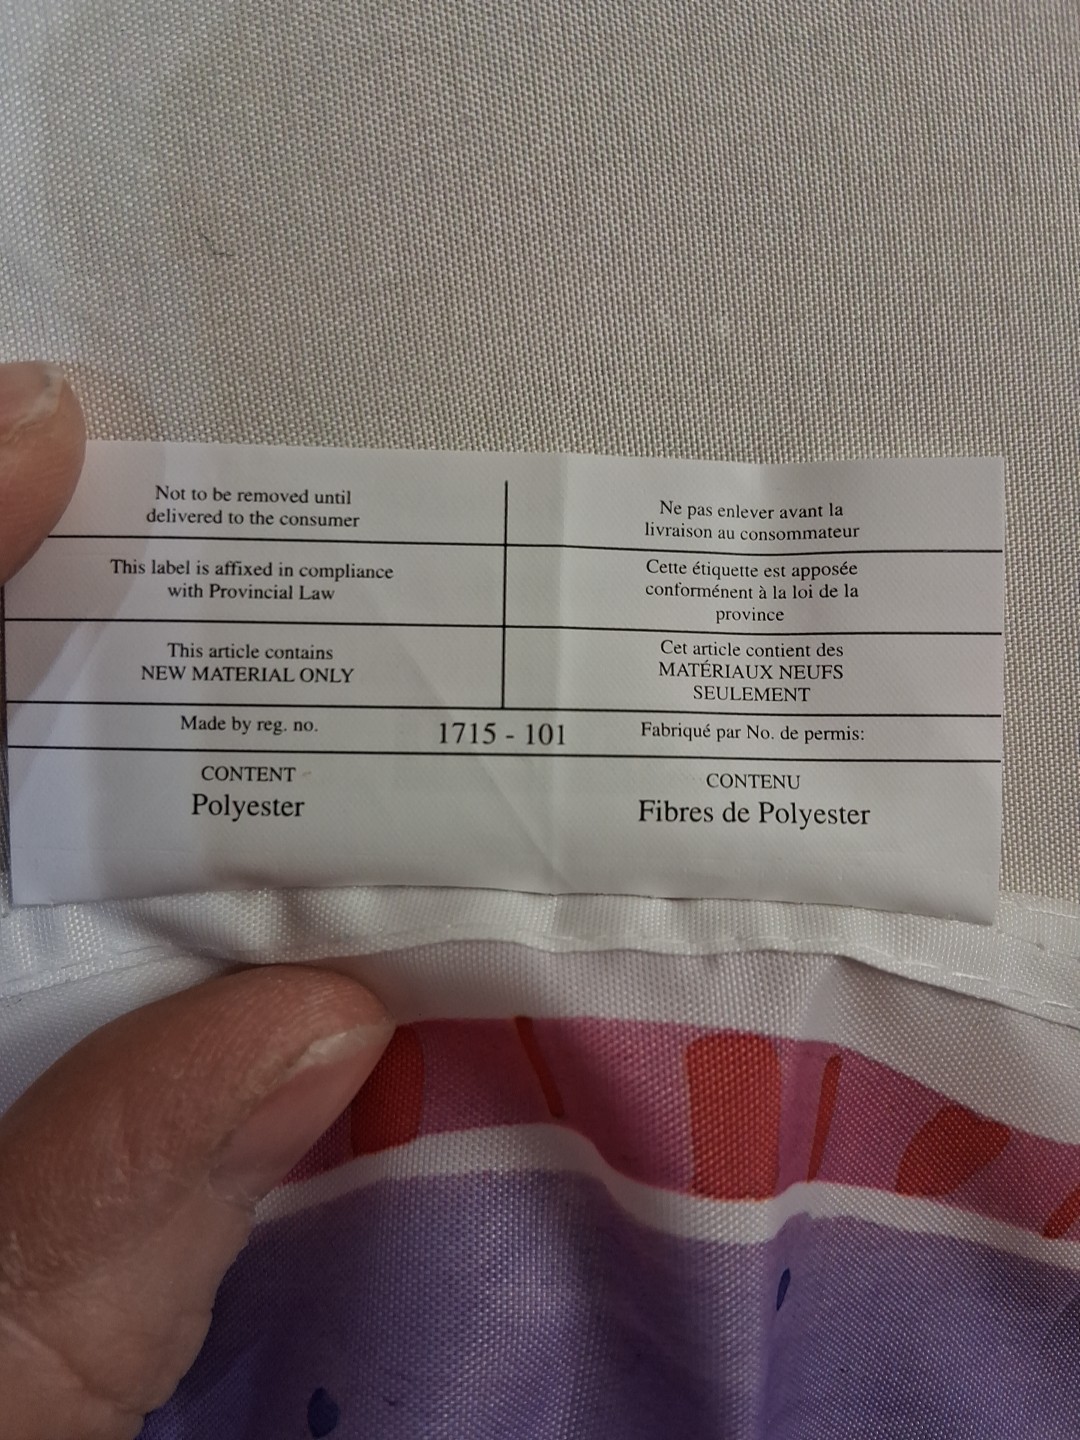 Not to be removed until
delivered to the consumer
Ne pas enlever avant la
livraison au consommateur
This label is affixed in compliance
with Provincial Law
Cette étiquette est apposée
conforménent à la loi de la
province
This article contains
NEW MATERIAL ONLY
Cet article contient des
MATÉRIAUX NEUFS
SEULEMENT
Made by reg. no. 1715 - 101 Fabriqué par No. de permis:
CONTENT
Polyester
CONTENU
Fibres de Polyester